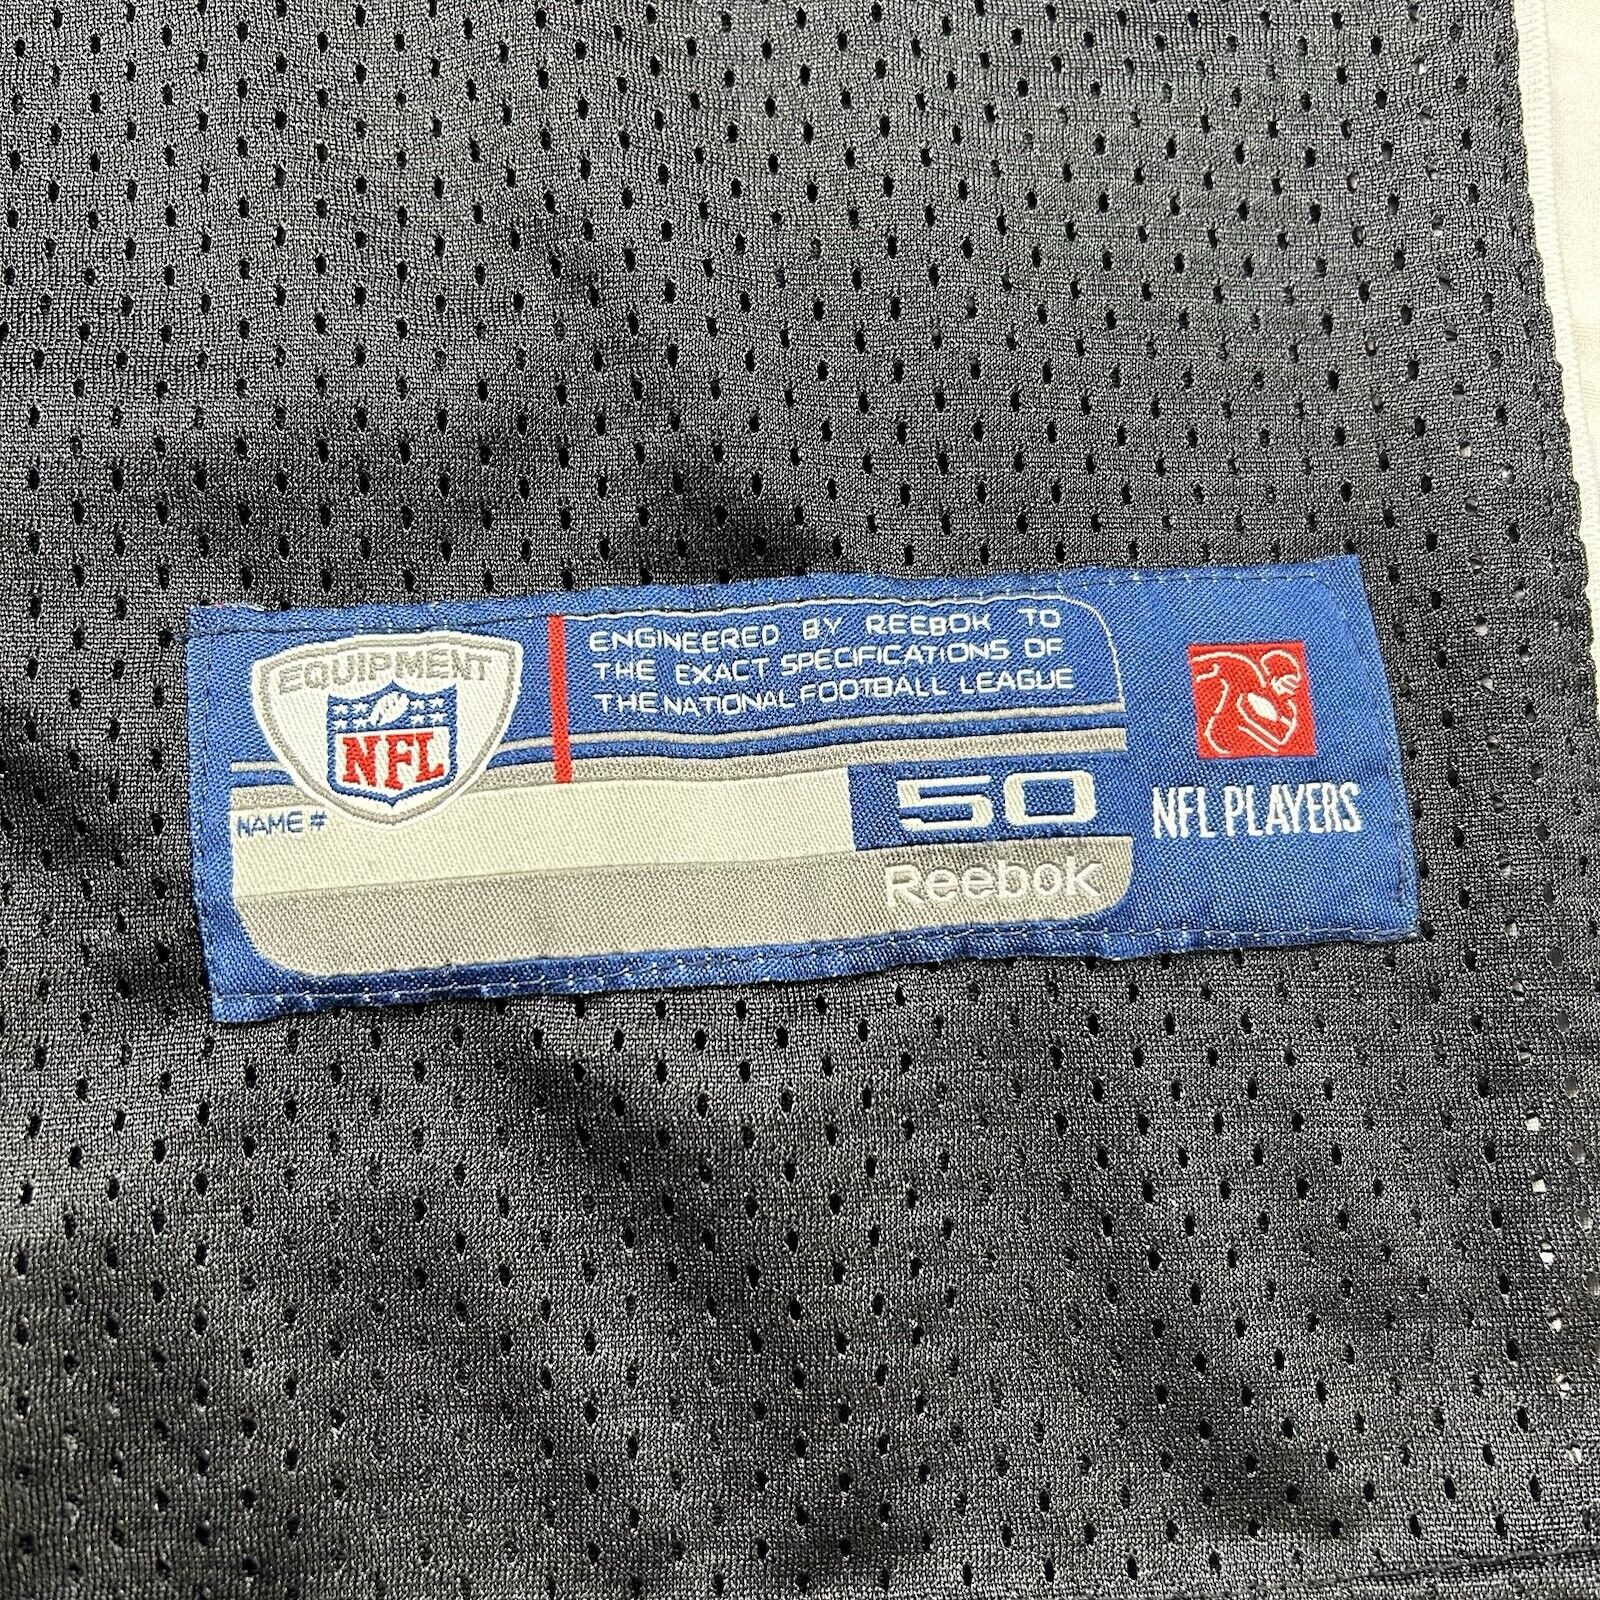 EQUIPMENT
NFL
ENGINEERED BY REEBOK TO
THE EXACT SPECIFICATIONS OF
THE NATIONAL FOOTBALL LEAGUE
NAME #
50
Reebok
NFL PLAYERS